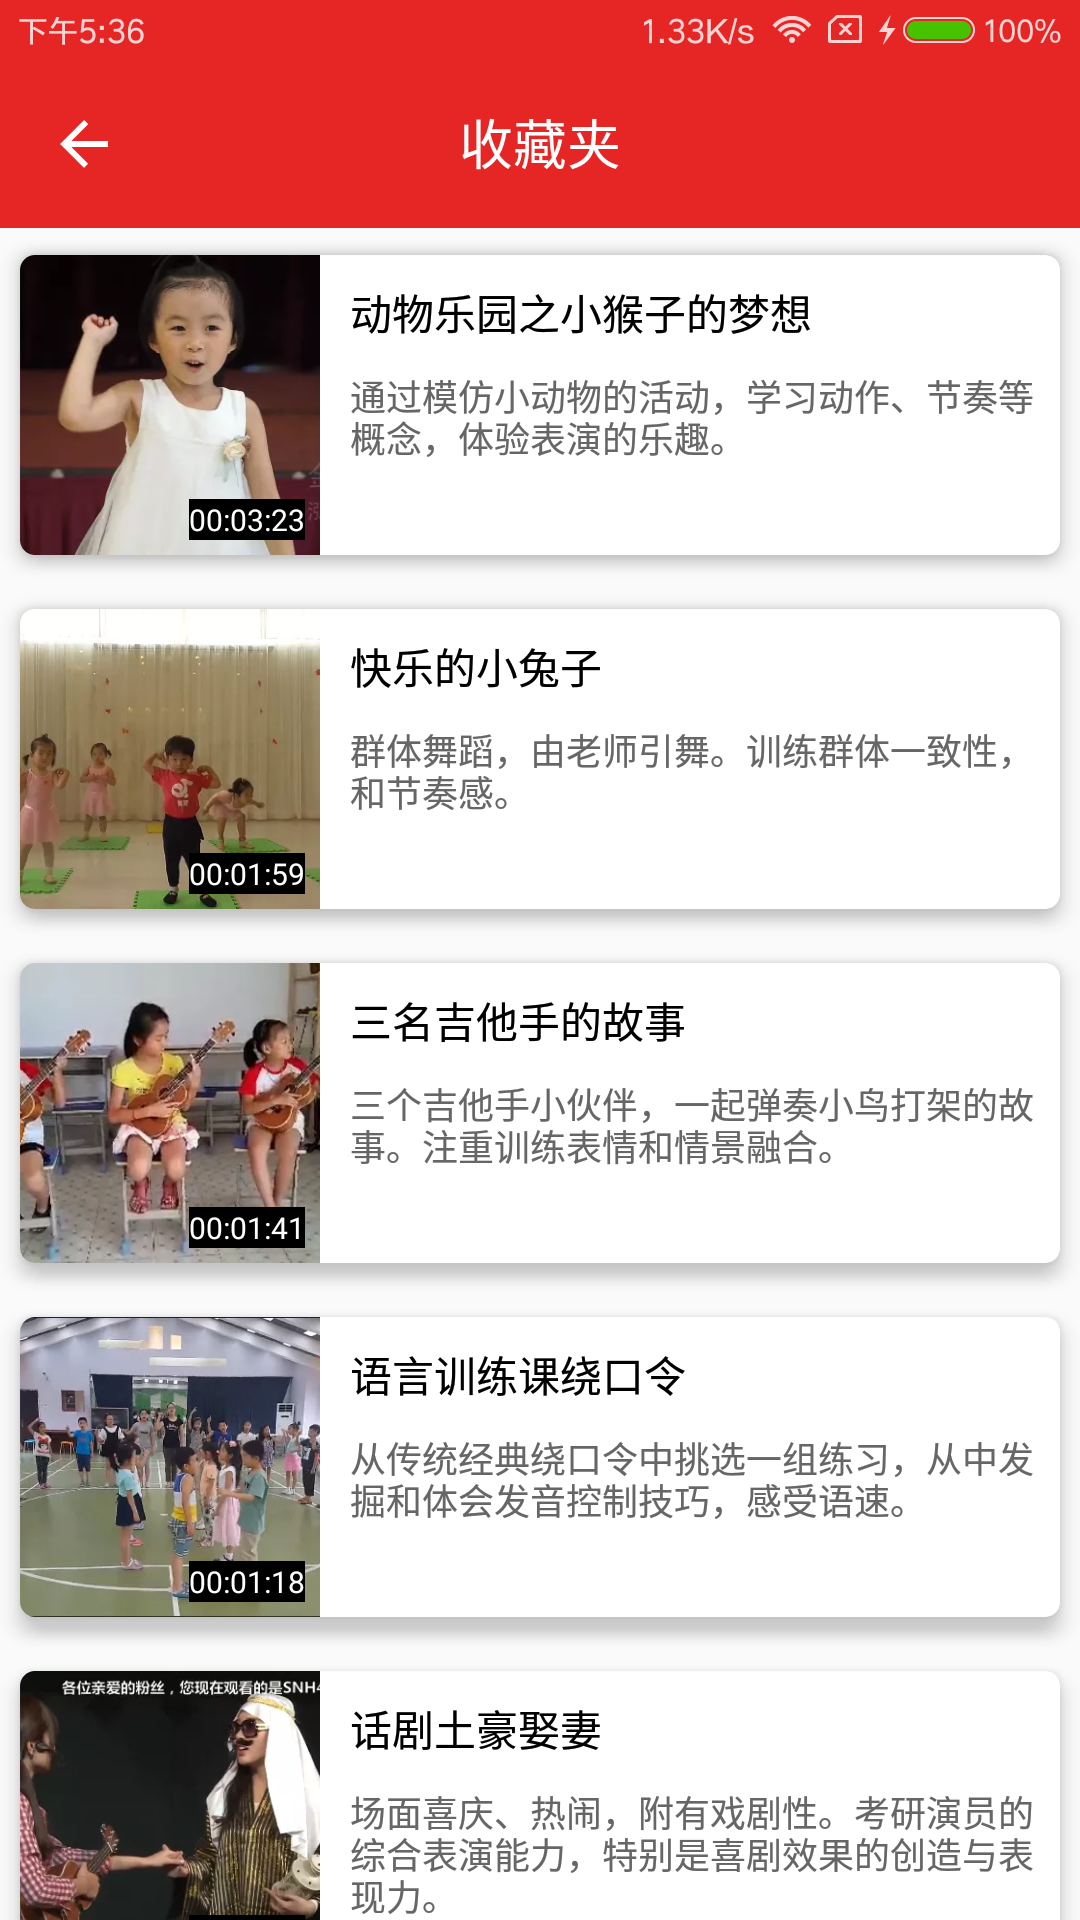 下午5:36
1.33K/s
100%
收藏夹
动物乐园之小猴子的梦想
通过模仿小动物的活动，学习动作、节奏等
概念，体验表演的乐趣。
00:03:23
快乐的小兔子
群体舞蹈，由老师引舞。训练群体一致性，
和节奏感。
00:01:59
三名吉他手的故事
三个吉他手小伙伴，一起弹奏小鸟打架的故
事。注重训练表情和情景融合。
00:01:41
语言训练课绕口令
从传统经典绕口令中挑选一组练习，从中发
掘和体会发音控制技巧，感受语速。
00:01:18
各位亲爱的粉丝，您现在观看的是SNH4
话剧土豪娶妻
场面喜庆、热闹，附有戏剧性。考研演员的
综合表演能力，特别是喜剧效果的创造与表
现力。